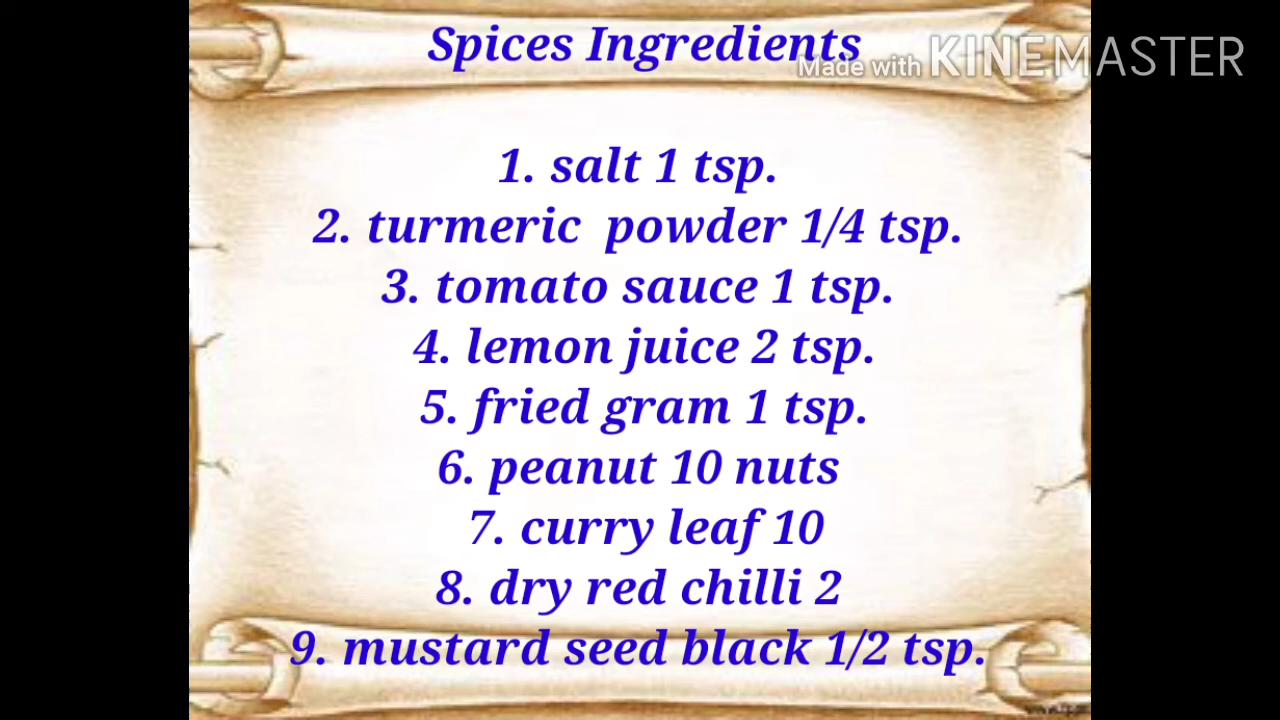 Spices Ingredients
Made with KINEMASTER
1. salt 1 tsp.
2. turmeric powder 1/4 tsp.
3. tomato sauce 1 tsp.
4. lemon juice 2 tsp.
5. fried gram 1 tsp.
6. peanut 10 nuts
7. curry leaf 10
8. dry red chilli 2
9. mustard seed black 1/2 tsp.